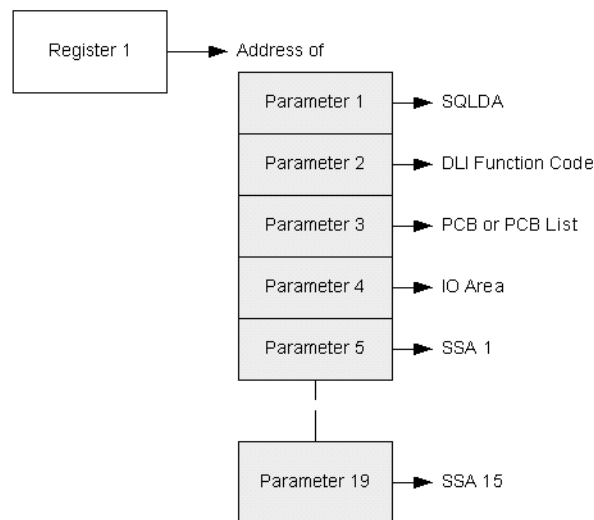 Register 1
Address of
Parameter 1
SQLDA
Parameter 2
DLI Function Code
Parameter 3
PCB or PCB List
Parameter 4
IO Area
Parameter 5
SSA 1
Parameter 19
SSA 15